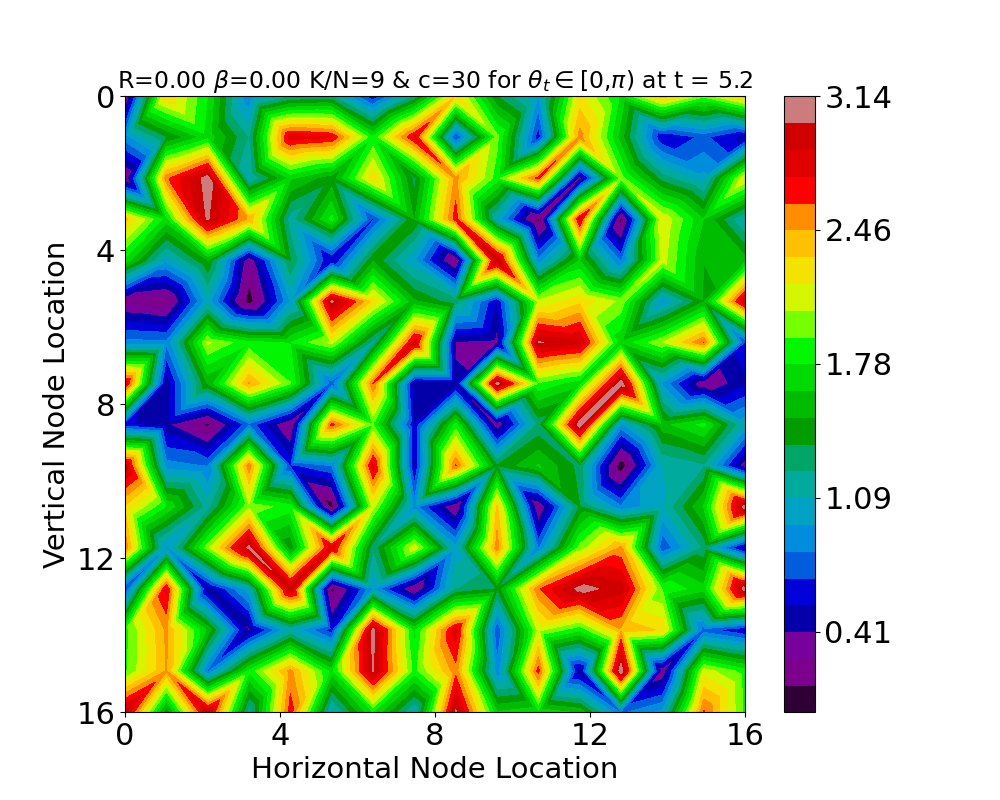 R=0.00 β=0.00 K/N=9 & c=30 for θₜ ∈ [0,π) at t = 5.2
0
4
8
12
16
Vertical Node Location
0 4 8 12 16
Horizontal Node Location
3.14
2.46
1.78
1.09
0.41